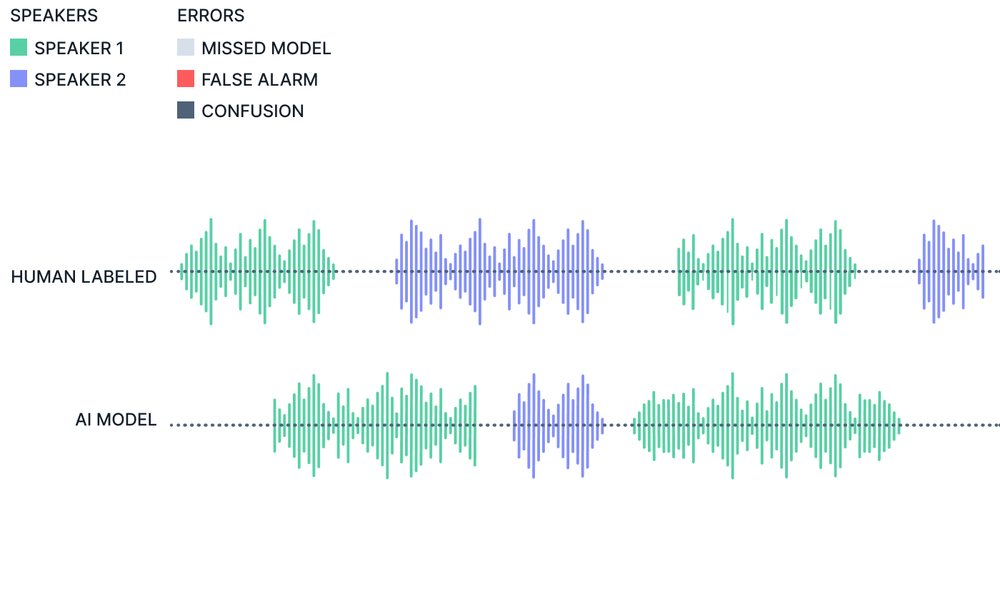 SPEAKERS
SPEAKER 1
SPEAKER 2
ERRORS
MISSED MODEL
FALSE ALARM
CONFUSION
HUMAN LABELED
AI MODEL